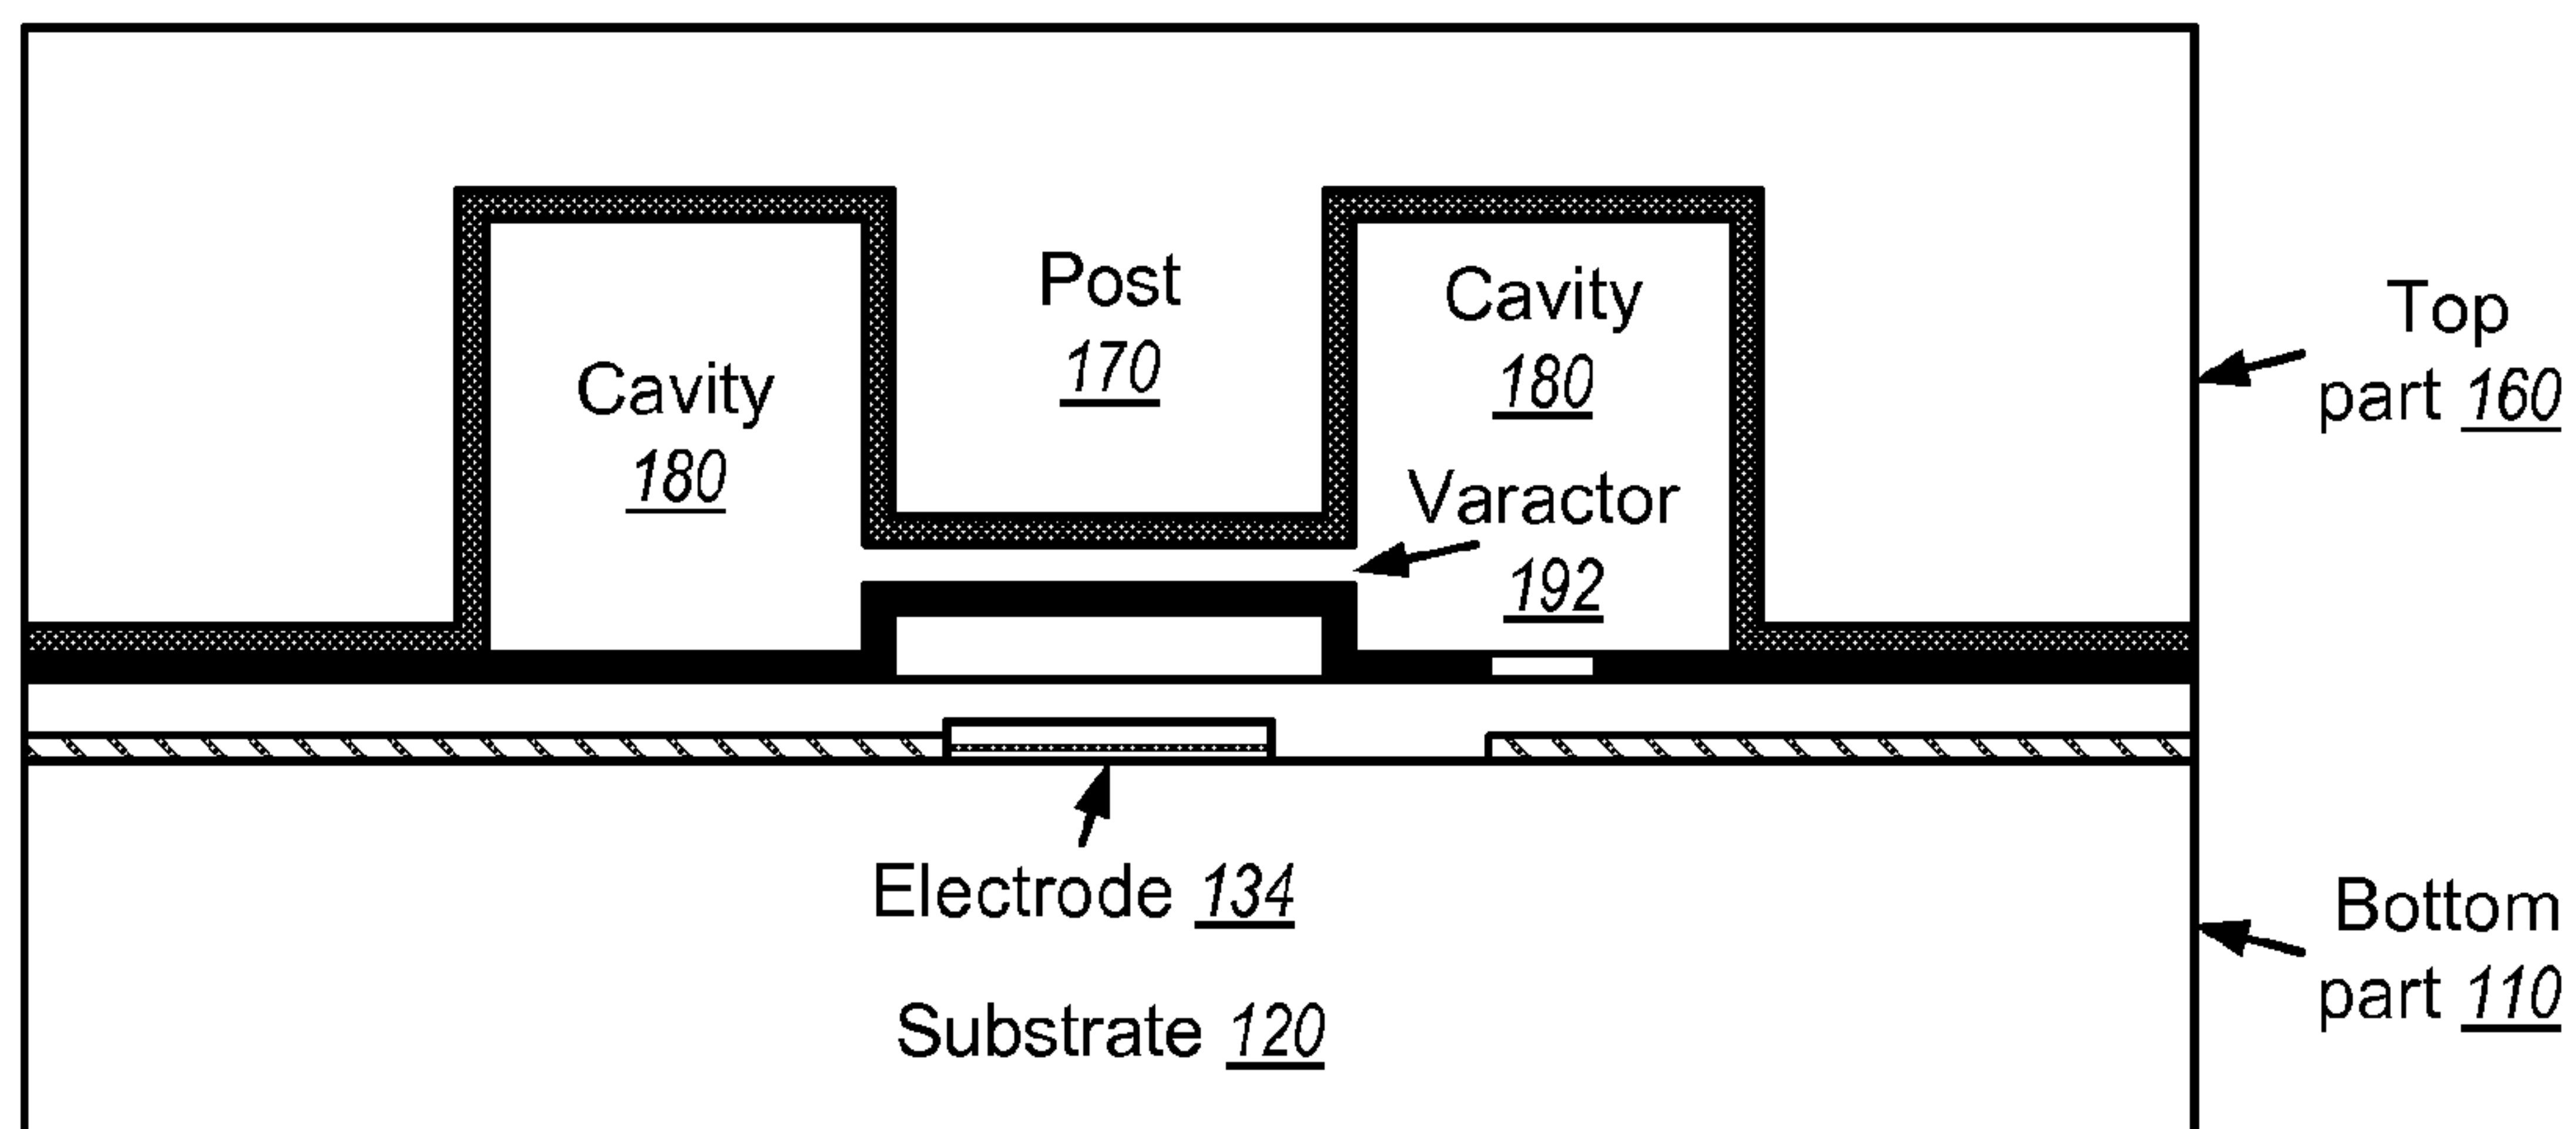 Post
170
Cavity
180
Cavity
180
Top
part 160
Varactor
192
Electrode 134
Bottom
part 110
Substrate 120